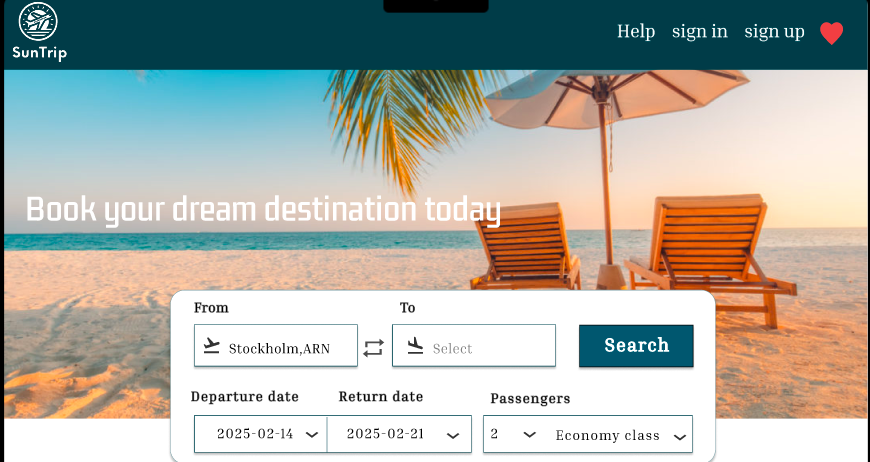 SunTrip
Help sign in sign up
Book your dream destination today
From To
Stockholm,ARN Select Search
Departure date Return date Passengers
2025-02-14 2025-02-21 2 Economy class